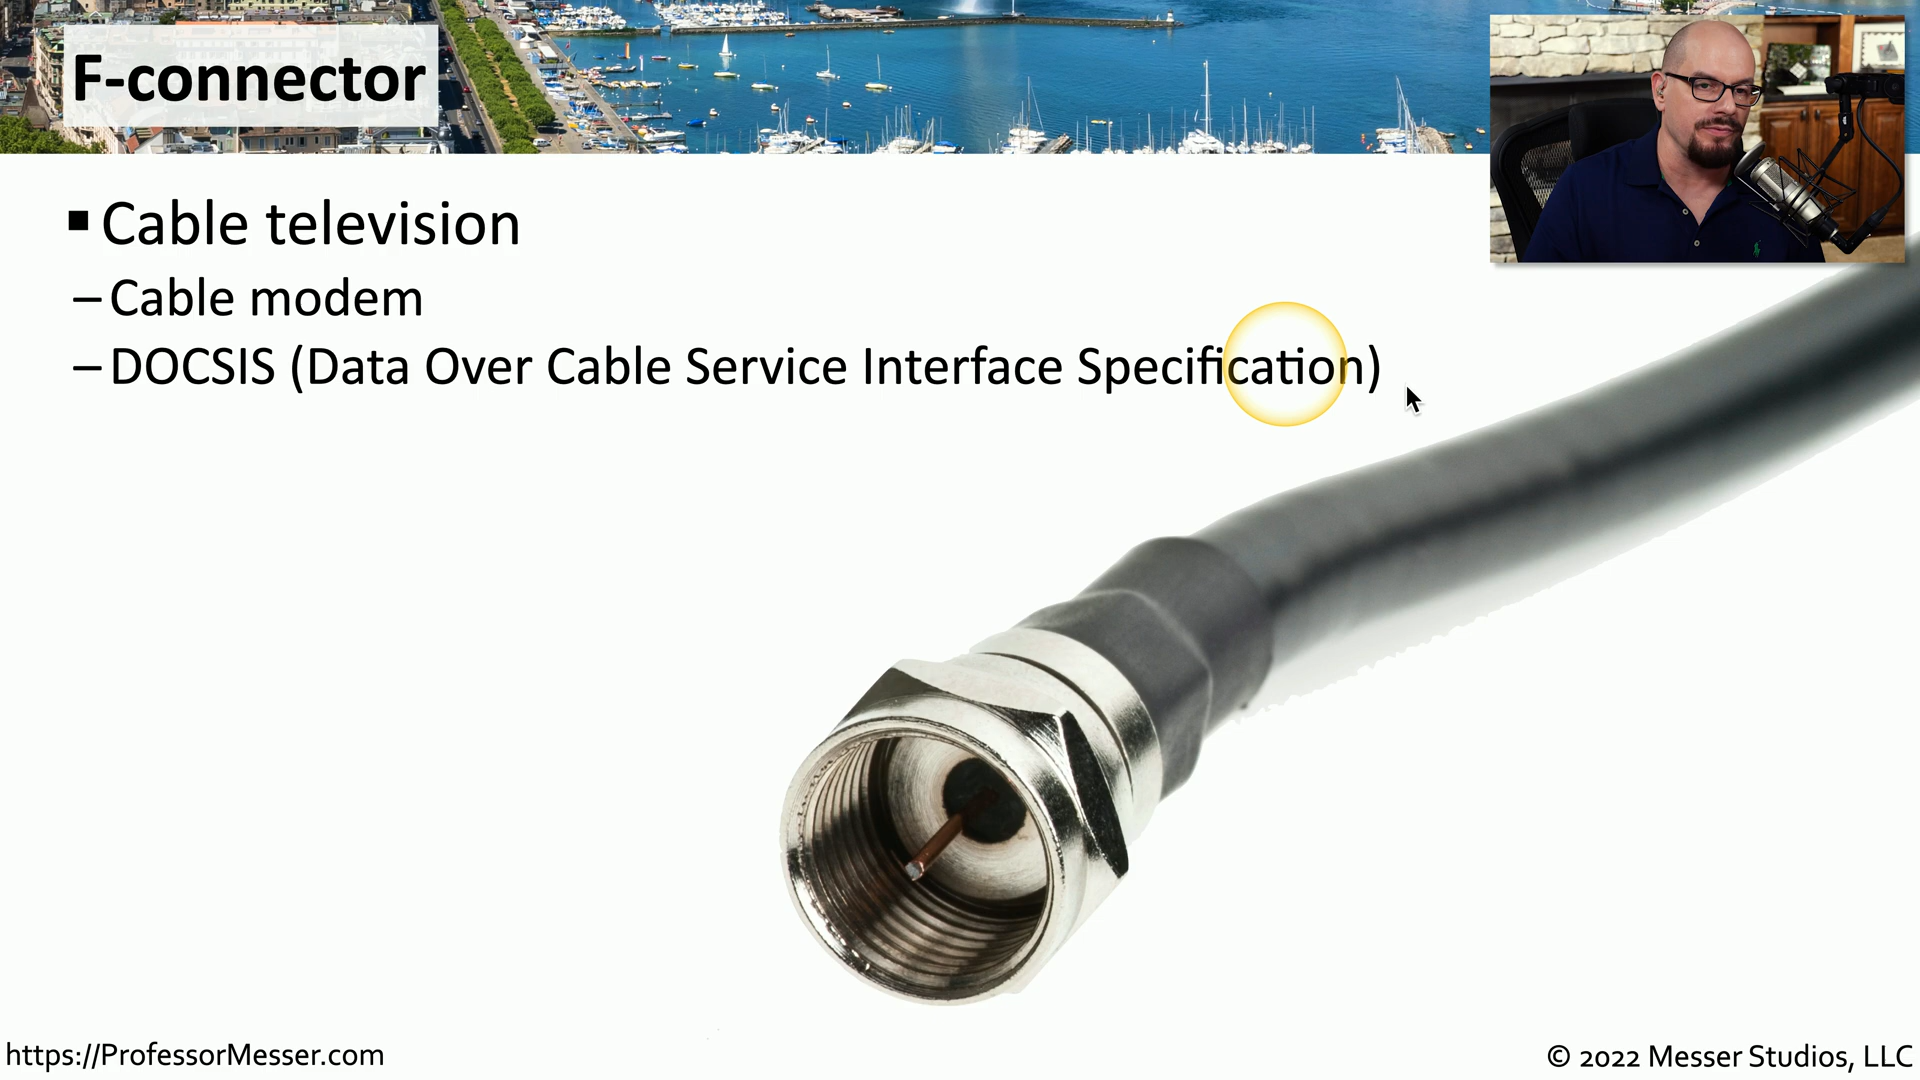 F-connector
▪ Cable television
– Cable modem
– DOCSIS (Data Over Cable Service Interface Specification)
https://ProfessorMesser.com
© 2022 Messer Studios, LLC